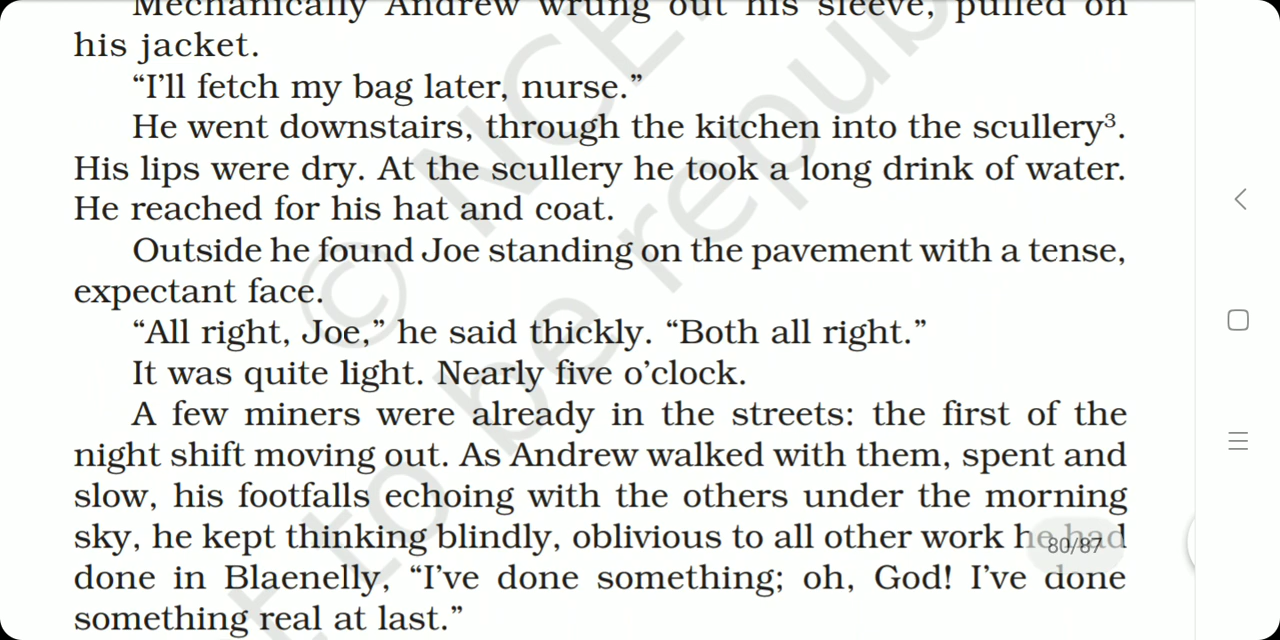 Mechanically Andrew wrung out his sleeve, pulled on
his jacket.
“I’ll fetch my bag later, nurse.”
He went downstairs, through the kitchen into the scullery³.
His lips were dry. At the scullery he took a long drink of water.
He reached for his hat and coat.
Outside he found Joe standing on the pavement with a tense,
expectant face.
“All right, Joe,” he said thickly. “Both all right.”
It was quite light. Nearly five o’clock.
A few miners were already in the streets: the first of the
night shift moving out. As Andrew walked with them, spent and
slow, his footfalls echoing with the others under the morning
sky, he kept thinking blindly, oblivious to all other work he had
80/87
done in Blaenelly, “I’ve done something; oh, God! I’ve done
something real at last.”
© NCE
t to be repub